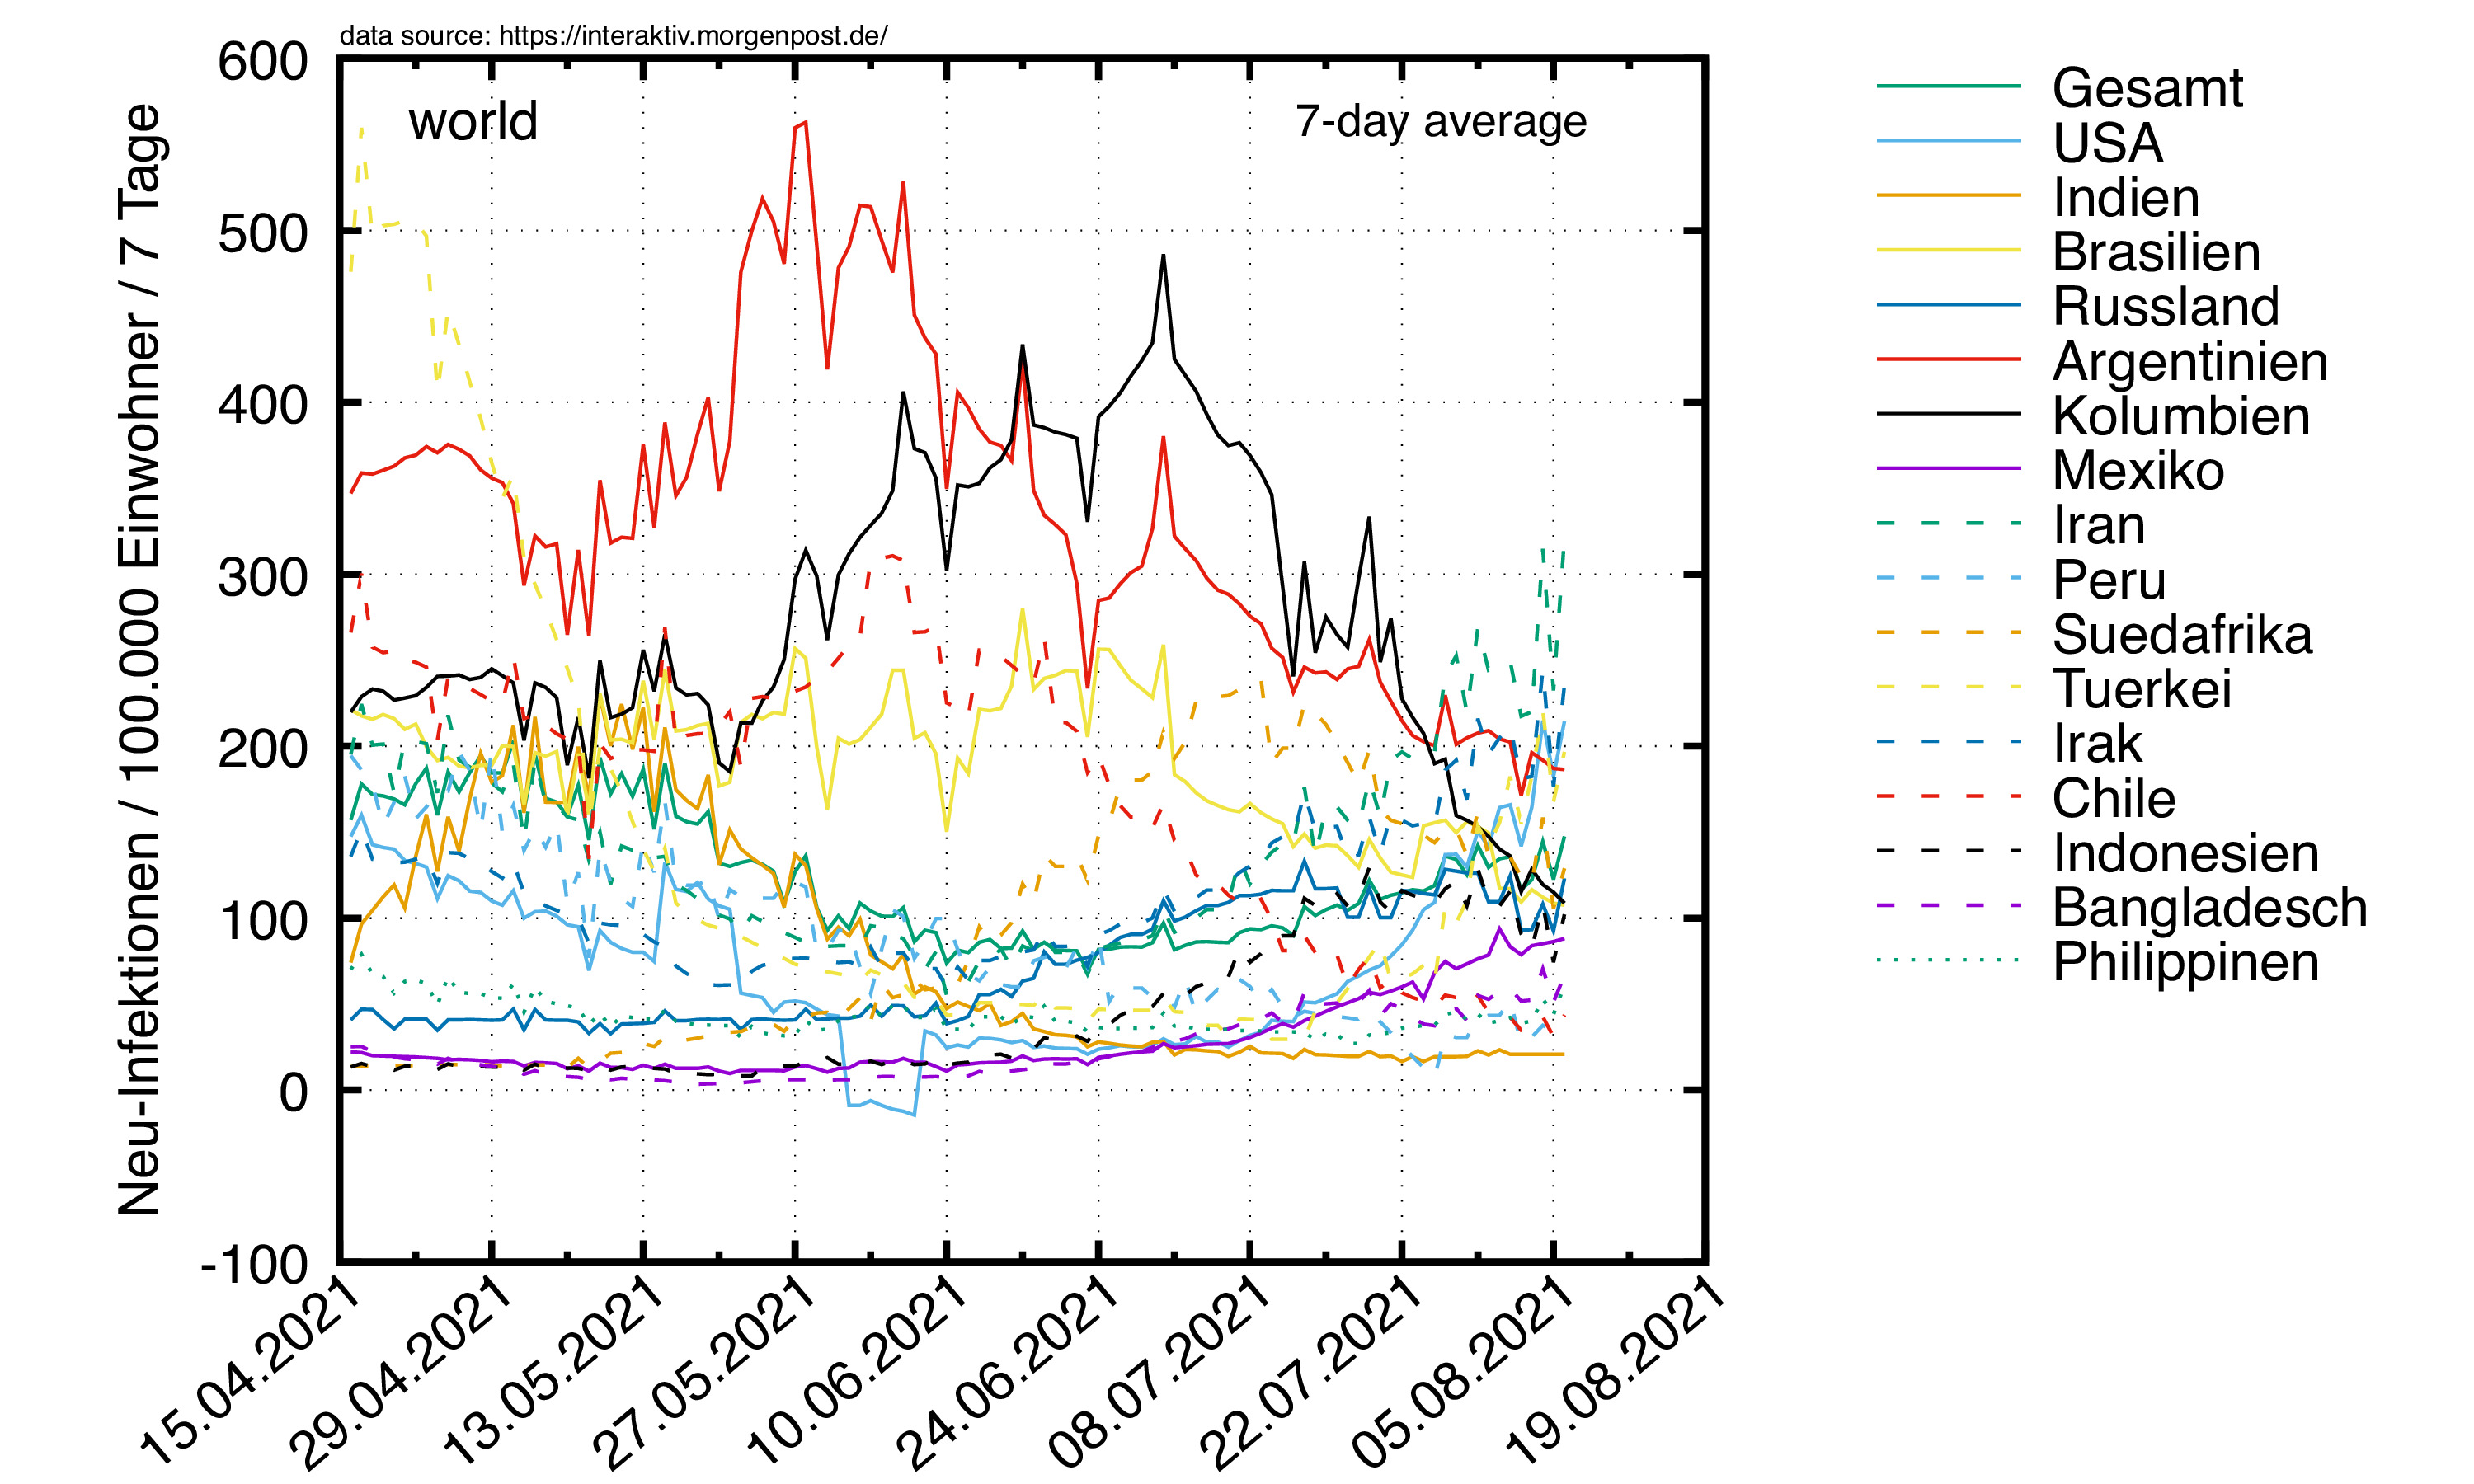 data source: https://interaktiv.morgenpost.de/
world
7-day average
Neu-Infektionen / 100.000 Einwohner / 7 Tage
600
500
400
300
200
100
0
-100
15.04.2021
29.04.2021
13.05.2021
27.05.2021
10.06.2021
24.06.2021
08.07.2021
22.07.2021
05.08.2021
19.08.2021
Gesamt
USA
Indien
Brasilien
Russland
Argentinien
Kolumbien
Mexiko
Iran
Peru
Suedafrika
Tuerkei
Irak
Chile
Indonesien
Bangladesch
Philippinen